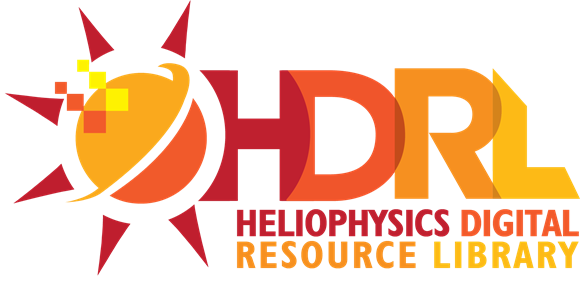 HDRL
HELIOPHYSICS DIGITAL
RESOURCE LIBRARY